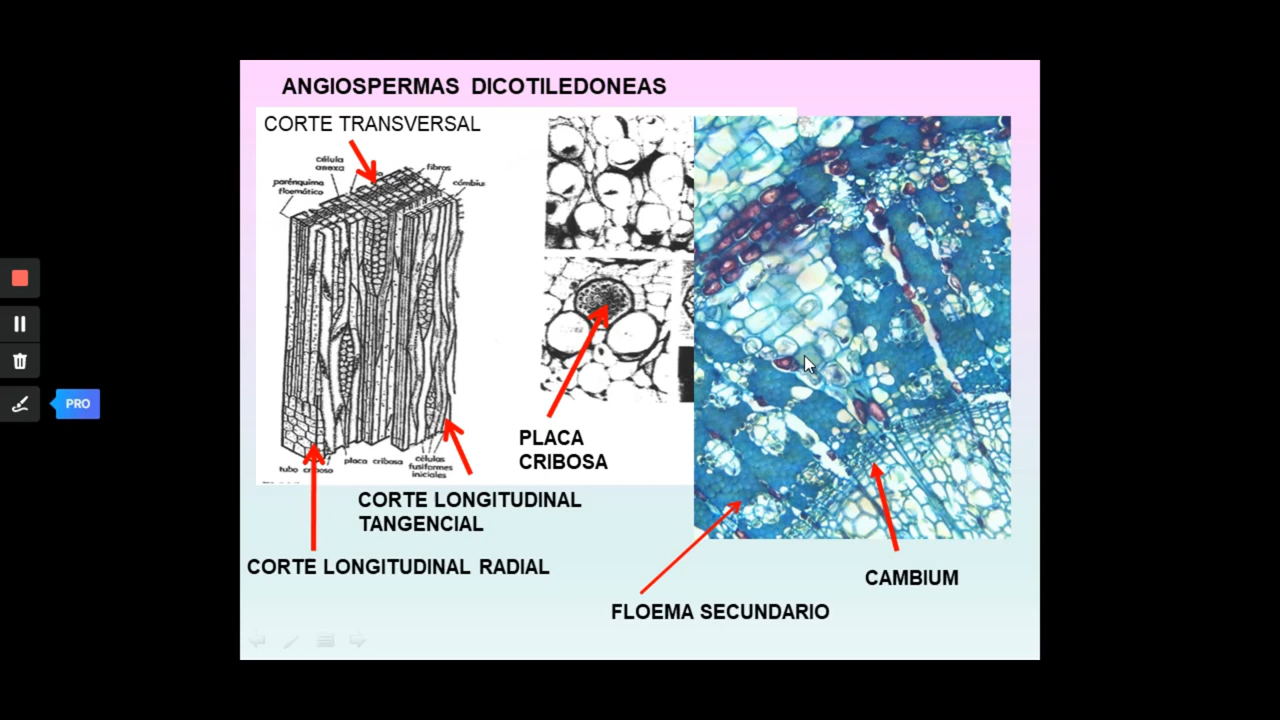 ANGIOSPERMAS DICOTILEDONEAS
CORTE TRANSVERSAL
célula
anexa
fibras
parénquima
floemático
PRO
PLACA
CRIBOSA
placa cribosa
células
fusiformes
iniciales
tubo criboso
CORTE LONGITUDINAL
TANGENCIAL
CORTE LONGITUDINAL RADIAL
CAMBIUM
FLOEMA SECUNDARIO